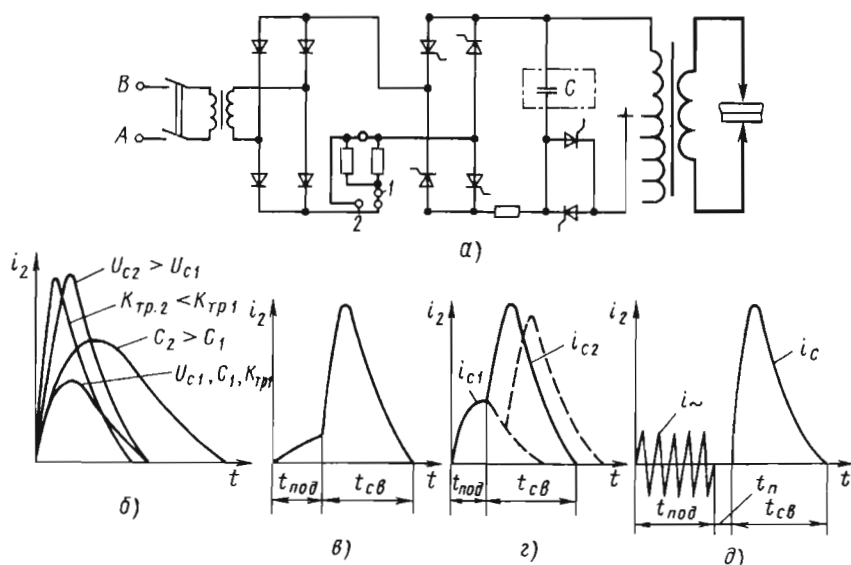 B
A
C
1
2
а)
i₂
U_C2 > U_C1
K_тр.2 < K_тр1
C₂ > C₁
U_C1, C₁, K_тр1
t
б)
i₂
t_под
t_св
t
в)
i₂
i_C1
i_C2
t_под
t_св
t
г)
i₂
i~
i_C
t_под
t_п
t_св
t
д)